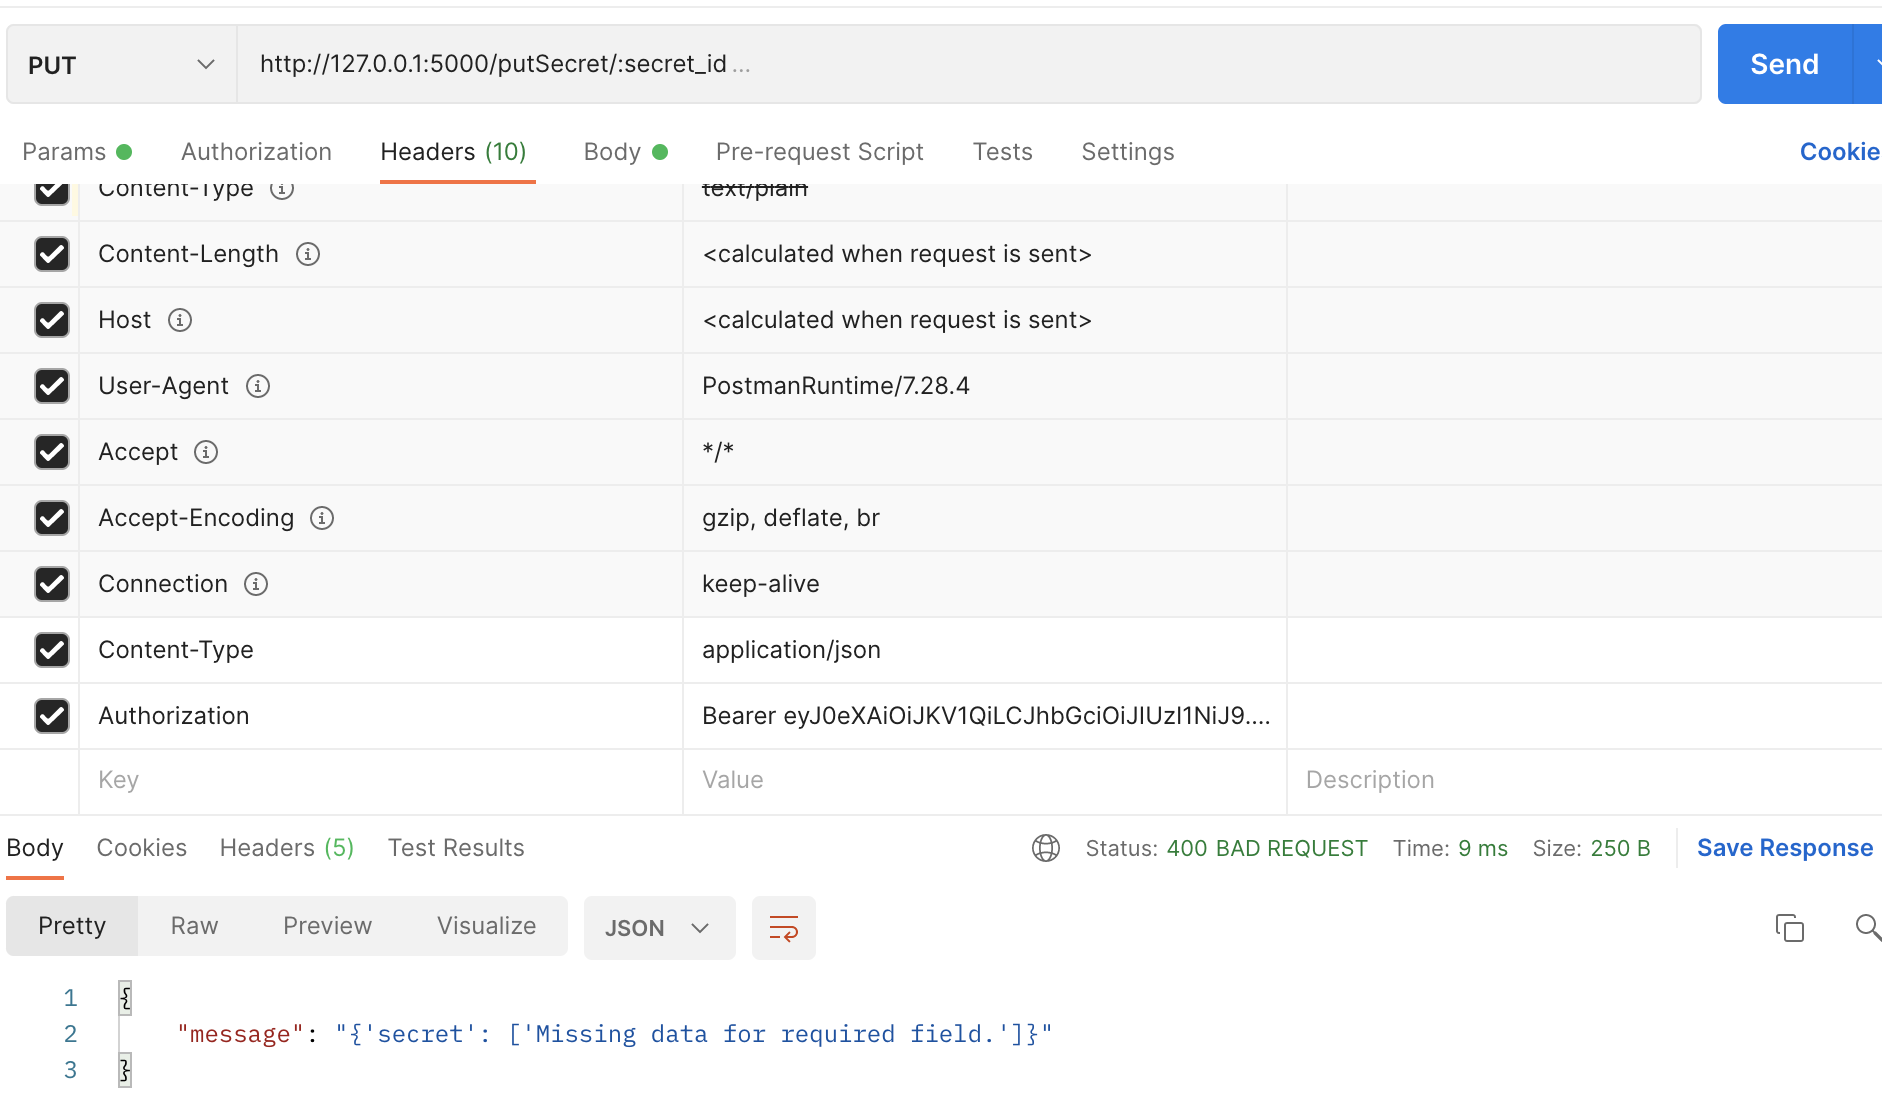 PUT http://127.0.0.1:5000/putSecret/:secret_id ... Send
Params Authorization Headers (10) Body Pre-request Script Tests Settings Cookie
Content-Type text/plain
Content-Length <calculated when request is sent>
Host <calculated when request is sent>
User-Agent PostmanRuntime/7.28.4
Accept */*
Accept-Encoding gzip, deflate, br
Connection keep-alive
Content-Type application/json
Authorization Bearer eyJ0eXAiOiJKV1QiLCJhbGciOiJIUzI1NiJ9....
Key Value Description
Body Cookies Headers (5) Test Results Status: 400 BAD REQUEST Time: 9 ms Size: 250 B Save Response
Pretty Raw Preview Visualize JSON
1 {
2 "message": "{'secret': ['Missing data for required field.']}"
3 }